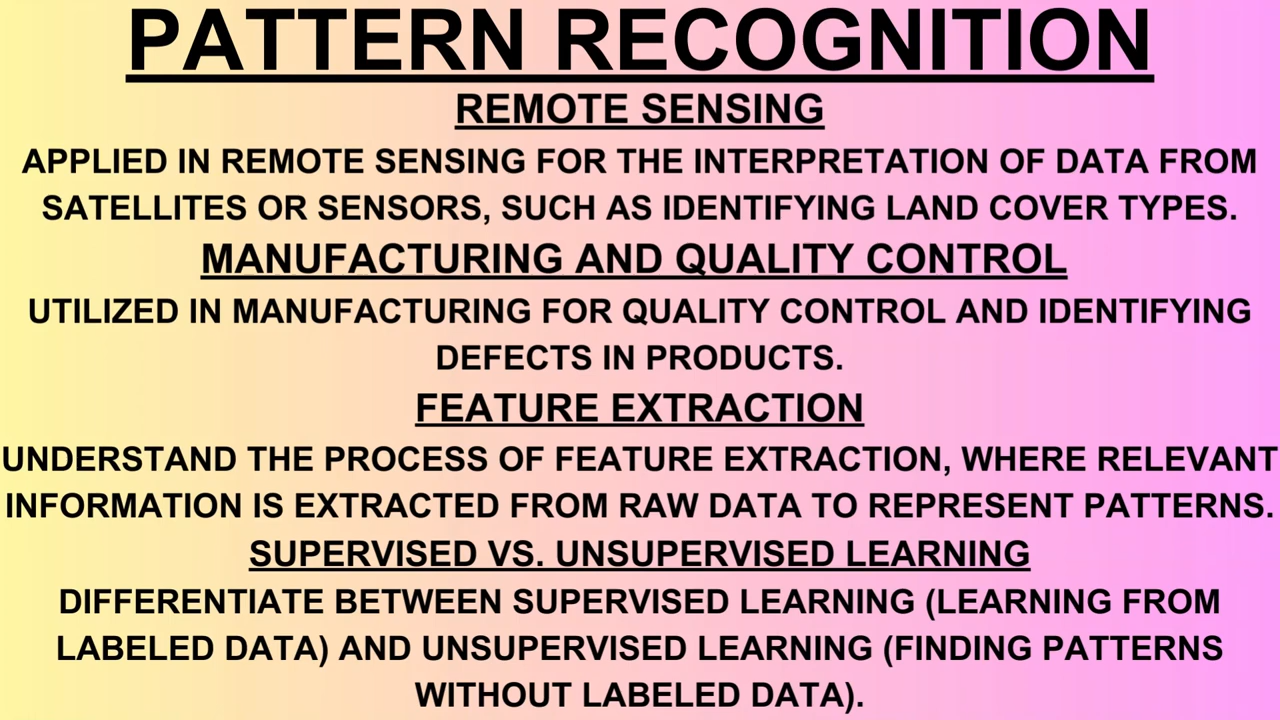 PATTERN RECOGNITION
REMOTE SENSING
APPLIED IN REMOTE SENSING FOR THE INTERPRETATION OF DATA FROM
SATELLITES OR SENSORS, SUCH AS IDENTIFYING LAND COVER TYPES.
MANUFACTURING AND QUALITY CONTROL
UTILIZED IN MANUFACTURING FOR QUALITY CONTROL AND IDENTIFYING
DEFECTS IN PRODUCTS.
FEATURE EXTRACTION
UNDERSTAND THE PROCESS OF FEATURE EXTRACTION, WHERE RELEVANT
INFORMATION IS EXTRACTED FROM RAW DATA TO REPRESENT PATTERNS.
SUPERVISED VS. UNSUPERVISED LEARNING
DIFFERENTIATE BETWEEN SUPERVISED LEARNING (LEARNING FROM
LABELED DATA) AND UNSUPERVISED LEARNING (FINDING PATTERNS
WITHOUT LABELED DATA).